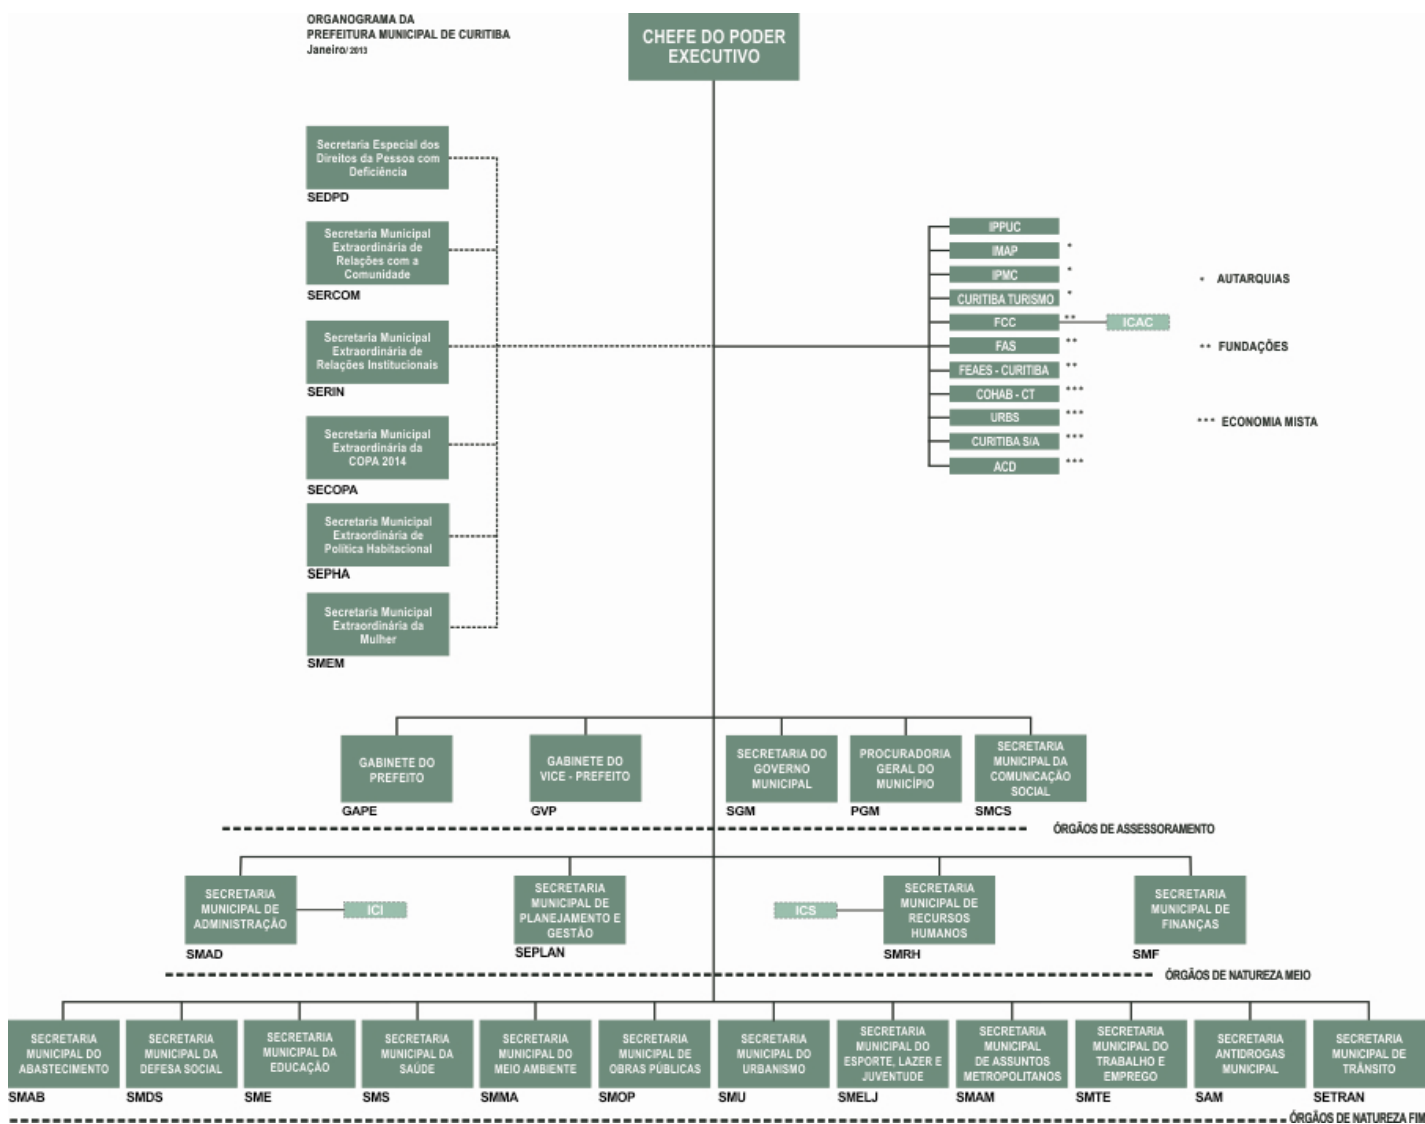 ORGANOGRAMA DA
PREFEITURA MUNICIPAL DE CURITIBA
Janeiro/ 2013
CHEFE DO PODER
EXECUTIVO
Secretaria Especial dos
Direitos da Pessoa com
Deficiência
SEDPD
Secretaria Municipal
Extraordinária de
Relações com a
Comunidade
SERCOM
Secretaria Municipal
Extraordinária de
Relações Institucionais
SERIN
Secretaria Municipal
Extraordinária da
COPA 2014
SECOPA
Secretaria Municipal
Extraordinária de
Política Habitacional
SEPHA
Secretaria Municipal
Extraordinária da
Mulher
SMEM
IPPUC
IMAP *
IPMC *
CURITIBA TURISMO *
FCC ** ICAC
FAS **
FEAES - CURITIBA **
COHAB - CT ***
URBS ***
CURITIBA S/A ***
ACD ***
* AUTARQUIAS
** FUNDAÇÕES
*** ECONOMIA MISTA
GABINETE DO
PREFEITO
GAPE
GABINETE DO
VICE - PREFEITO
GVP
SECRETARIA DO
GOVERNO
MUNICIPAL
SGM
PROCURADORIA
GERAL DO
MUNICÍPIO
PGM
SECRETARIA
MUNICIPAL DA
COMUNICAÇÃO
SOCIAL
SMCS
ÓRGÃOS DE ASSESSORAMENTO
SECRETARIA
MUNICIPAL DE
ADMINISTRAÇÃO
SMAD
ICI
SECRETARIA
MUNICIPAL DE
PLANEJAMENTO E
GESTÃO
SEPLAN
ICS
SECRETARIA
MUNICIPAL DE
RECURSOS
HUMANOS
SMRH
SECRETARIA
MUNICIPAL DE
FINANÇAS
SMF
ÓRGÃOS DE NATUREZA MEIO
SECRETARIA
MUNICIPAL DO
ABASTECIMENTO
SMAB
SECRETARIA
MUNICIPAL DA
DEFESA SOCIAL
SMDS
SECRETARIA
MUNICIPAL DA
EDUCAÇÃO
SME
SECRETARIA
MUNICIPAL DA
SAÚDE
SMS
SECRETARIA
MUNICIPAL DO
MEIO AMBIENTE
SMMA
SECRETARIA
MUNICIPAL DE
OBRAS PÚBLICAS
SMOP
SECRETARIA
MUNICIPAL DO
URBANISMO
SMU
SECRETARIA
MUNICIPAL DO
ESPORTE, LAZER E
JUVENTUDE
SMELJ
SECRETARIA
MUNICIPAL
DE ASSUNTOS
METROPOLITANOS
SMAM
SECRETARIA
MUNICIPAL DO
TRABALHO E
EMPREGO
SMTE
SECRETARIA
ANTIDROGAS
MUNICIPAL
SAM
SECRETARIA
MUNICIPAL DE
TRÂNSITO
SETRAN
ÓRGÃOS DE NATUREZA FIM